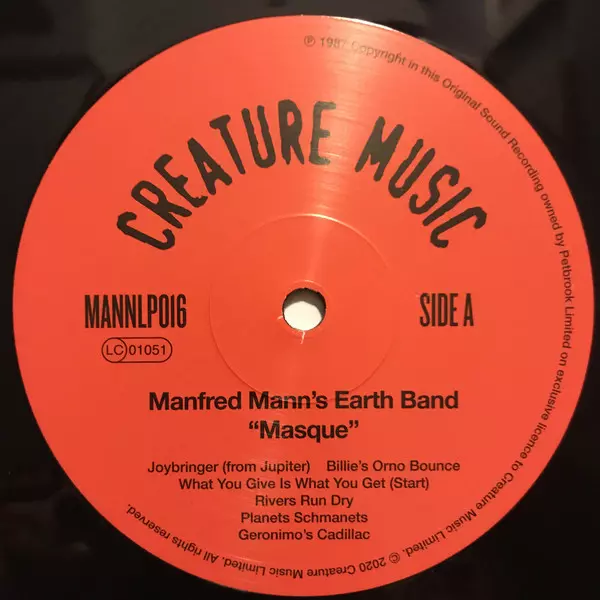 ℗ 1987 Copyright in this Original Sound Recording owned by Petbrook Limited on exclusive licence to Creature Music Limited. © 2020 Creature Music Limited. All rights reserved.
CREATURE MUSIC
MANNLP016
SIDE A
LC 01051
Manfred Mann's Earth Band
“Masque”
Joybringer (from Jupiter) Billie's Orno Bounce
What You Give Is What You Get (Start)
Rivers Run Dry
Planets Schmanets
Geronimo's Cadillac